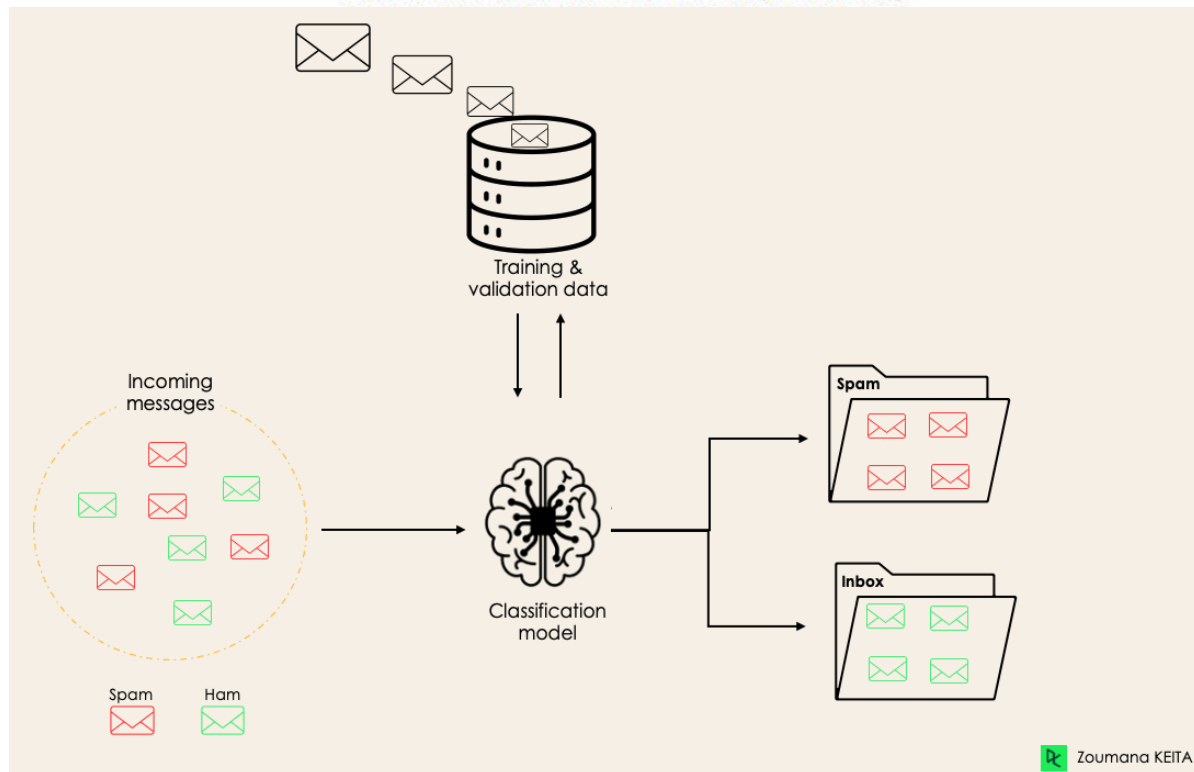 Training &
validation data
Incoming
messages
Spam
Classification
model
Inbox
Spam
Ham
Zoumana KEITA